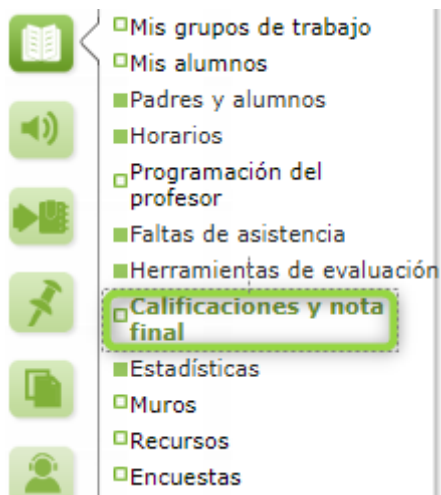 Mis grupos de trabajo
Mis alumnos
Padres y alumnos
Horarios
Programación del
profesor
Faltas de asistencia
Herramientas de evaluación
Calificaciones y nota
final
Estadísticas
Muros
Recursos
Encuestas